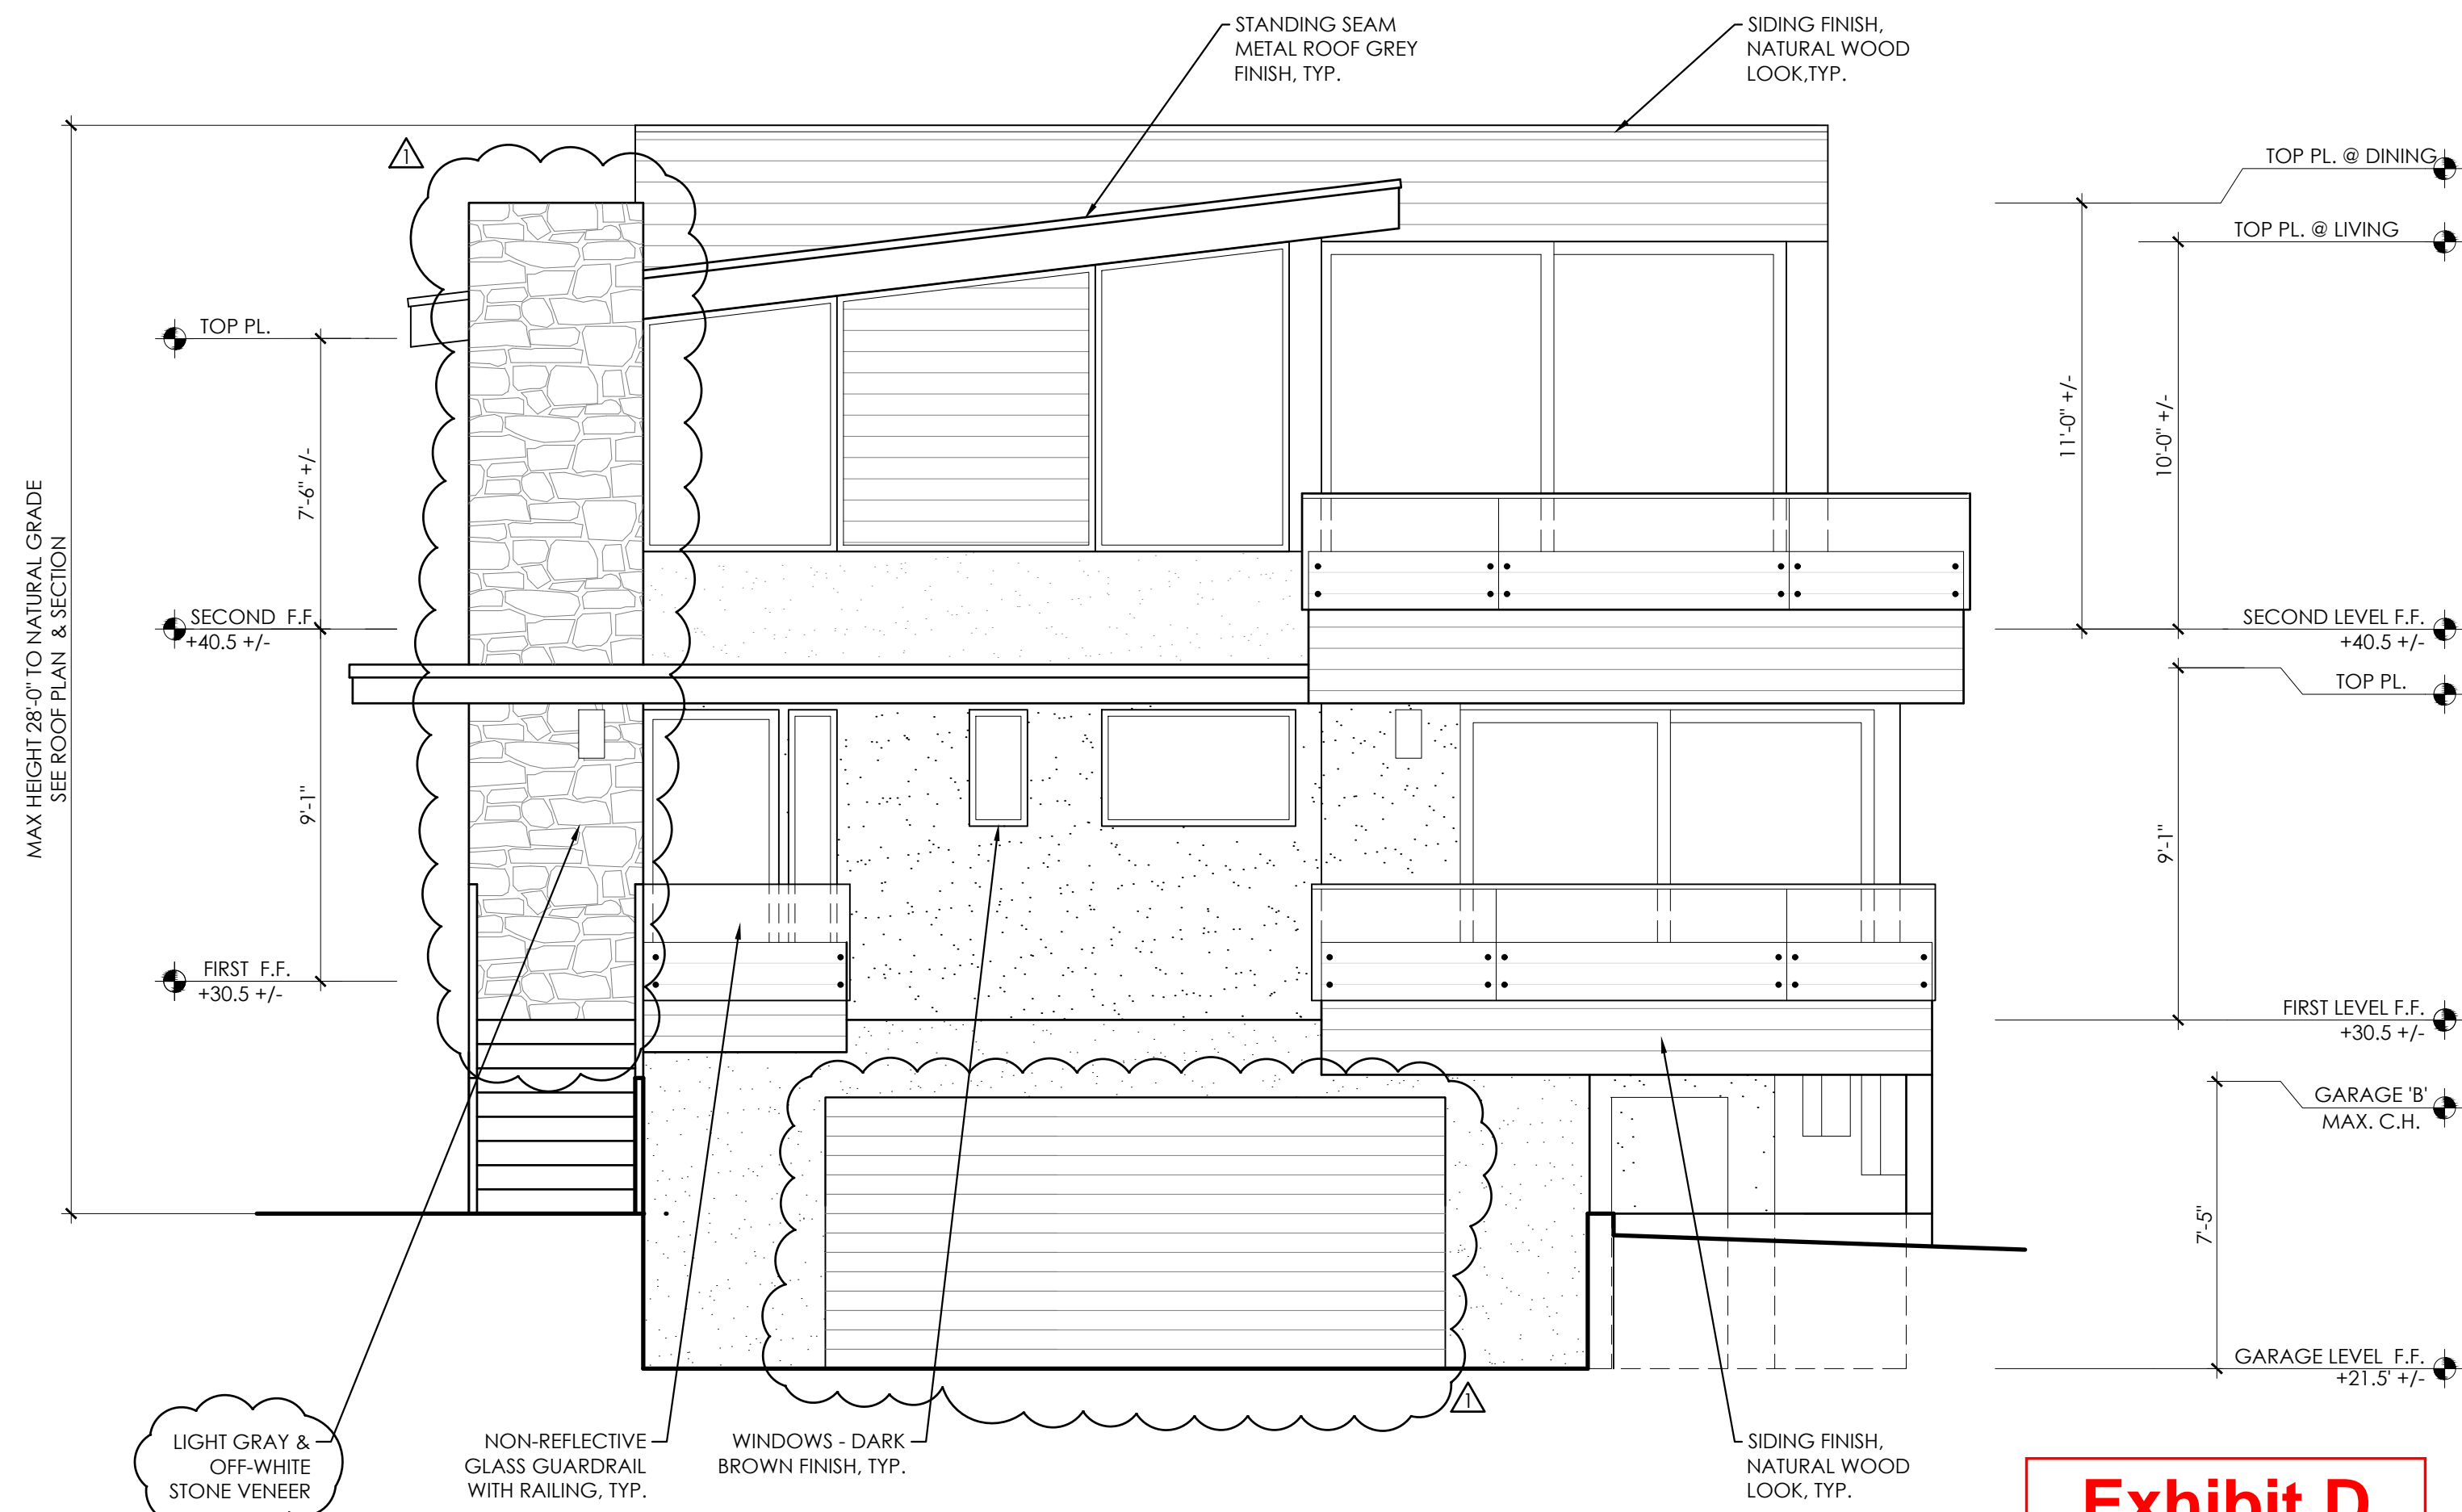 STANDING SEAM
METAL ROOF GREY
FINISH, TYP.
SIDING FINISH,
NATURAL WOOD
LOOK,TYP.
1
TOP PL. @ DINING
TOP PL. @ LIVING
TOP PL.
11'-0" +/-
10'-0" +/-
7'-6" +/-
MAX HEIGHT 28'-0" TO NATURAL GRADE
SEE ROOF PLAN & SECTION
SECOND F.F.
+40.5 +/-
SECOND LEVEL F.F.
+40.5 +/-
TOP PL.
9'-1"
9'-1"
FIRST F.F.
+30.5 +/-
FIRST LEVEL F.F.
+30.5 +/-
GARAGE 'B'
MAX. C.H.
7'-5"
GARAGE LEVEL F.F.
+21.5' +/-
1
LIGHT GRAY &
OFF-WHITE
STONE VENEER
NON-REFLECTIVE
GLASS GUARDRAIL
WITH RAILING, TYP.
WINDOWS - DARK
BROWN FINISH, TYP.
SIDING FINISH,
NATURAL WOOD
LOOK, TYP.
Exhibit D